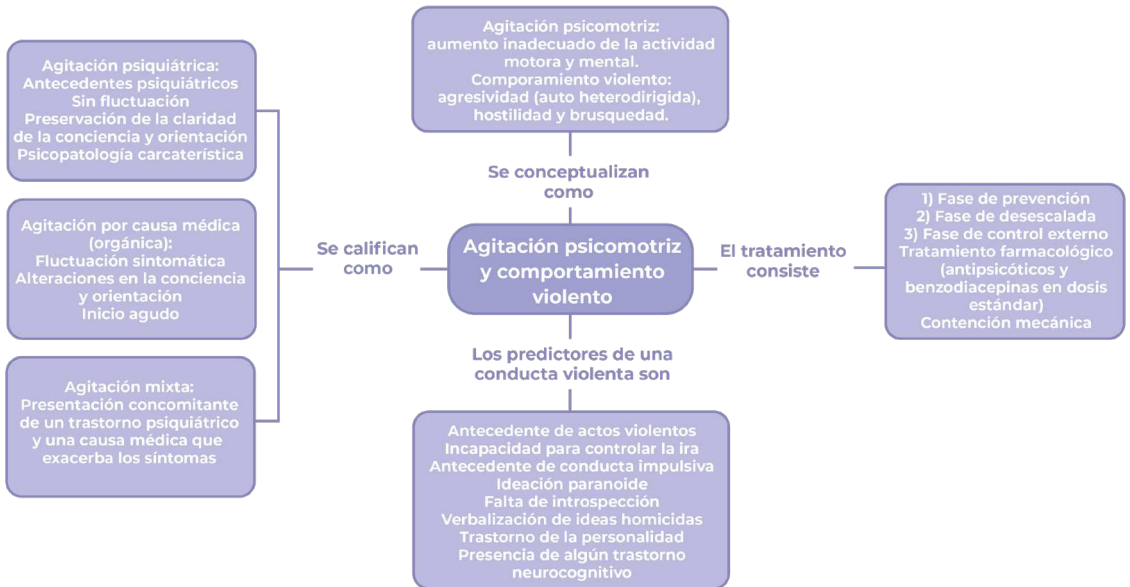 Agitación psicomotriz:
aumento inadecuado de la actividad
motora y mental.
Comporamiento violento:
agresividad (auto heterodirigida),
hostilidad y brusquedad.
Se conceptualizan
como
Agitación psicomotriz
y comportamiento
violento
Se califican
como
Agitación psiquiátrica:
Antecedentes psiquiátricos
Sin fluctuación
Preservación de la claridad
de la conciencia y orientación
Psicopatología carcaterística
Agitación por causa médica
(orgánica):
Fluctuación sintomática
Alteraciones en la conciencia
y orientación
Inicio agudo
Agitación mixta:
Presentación concomitante
de un trastorno psiquiátrico
y una causa médica que
exacerba los síntomas
El tratamiento
consiste
1) Fase de prevención
2) Fase de desescalada
3) Fase de control externo
Tratamiento farmacológico
(antipsicóticos y
benzodiacepinas en dosis
estándar)
Contención mecánica
Los predictores de una
conducta violenta son
Antecedente de actos violentos
Incapacidad para controlar la ira
Antecedente de conducta impulsiva
Ideación paranoide
Falta de introspección
Verbalización de ideas homicidas
Trastorno de la personalidad
Presencia de algún trastorno
neurocognitivo